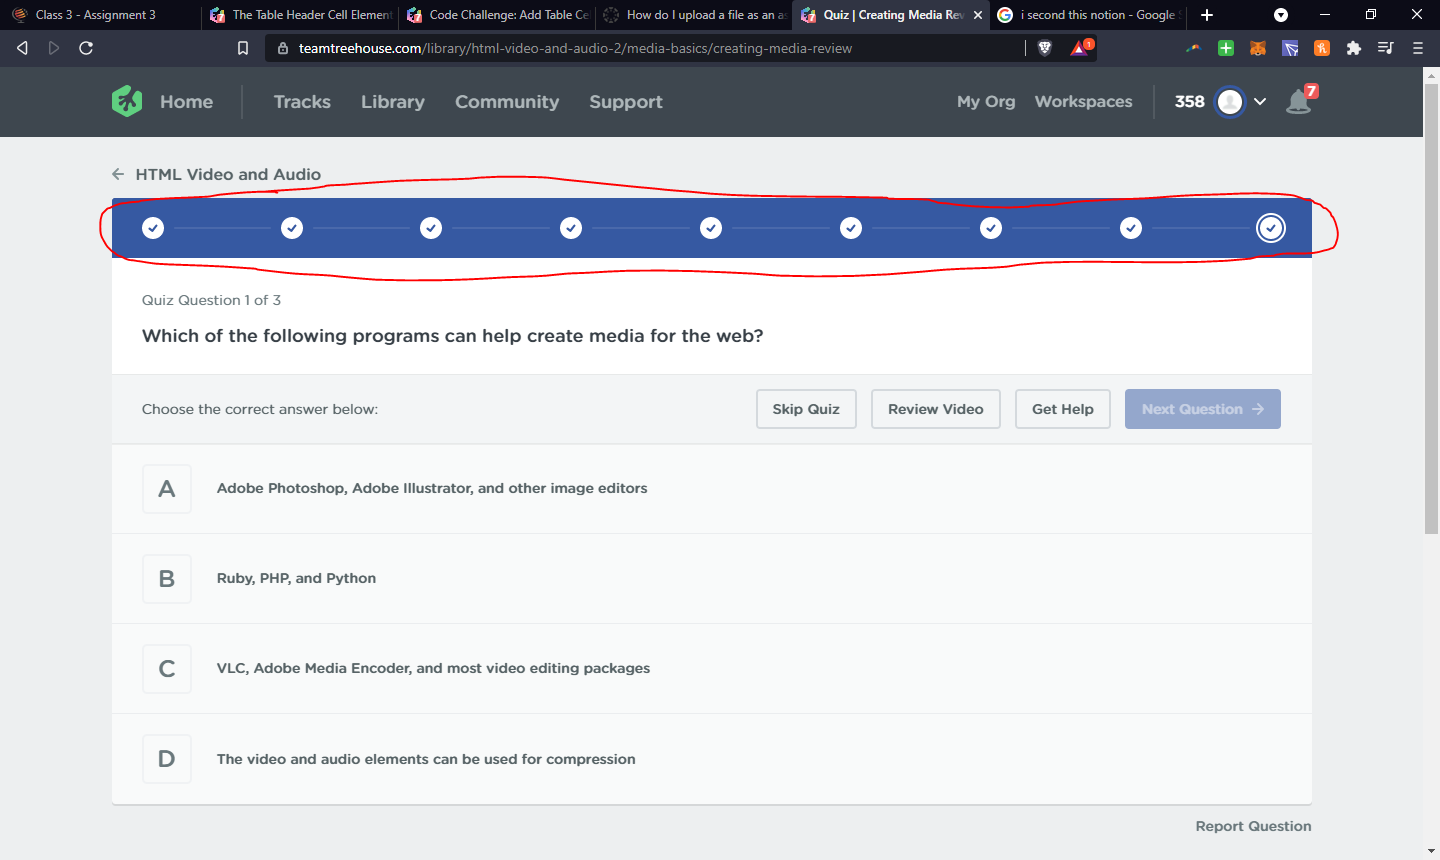 Class 3 - Assignment 3
The Table Header Cell Element
Code Challenge: Add Table Ce
How do I upload a file as an as
Quiz | Creating Media Rev
i second this notion - Google S
teamtreehouse.com/library/html-video-and-audio-2/media-basics/creating-media-review
1
Home
Tracks
Library
Community
Support
My Org
Workspaces
358
7
HTML Video and Audio
Quiz Question 1 of 3
Which of the following programs can help create media for the web?
Choose the correct answer below:
Skip Quiz
Review Video
Get Help
Next Question
A
Adobe Photoshop, Adobe Illustrator, and other image editors
B
Ruby, PHP, and Python
C
VLC, Adobe Media Encoder, and most video editing packages
D
The video and audio elements can be used for compression
Report Question